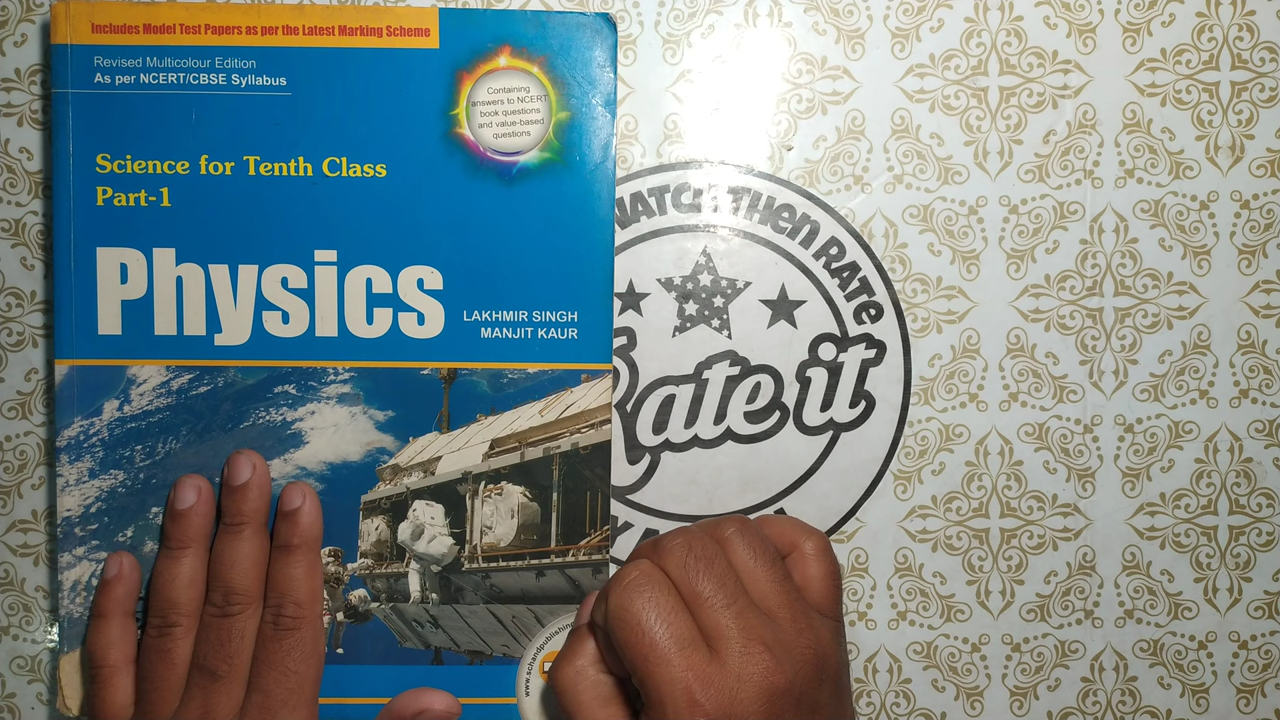 Includes Model Test Papers as per the Latest Marking Scheme
Revised Multicolour Edition
As per NCERT/CBSE Syllabus
Containing
answers to NCERT
book questions
and value-based
questions
Science for Tenth Class
Part-1
Physics
LAKHMIR SINGH
MANJIT KAUR
THEN RATE
Rate it